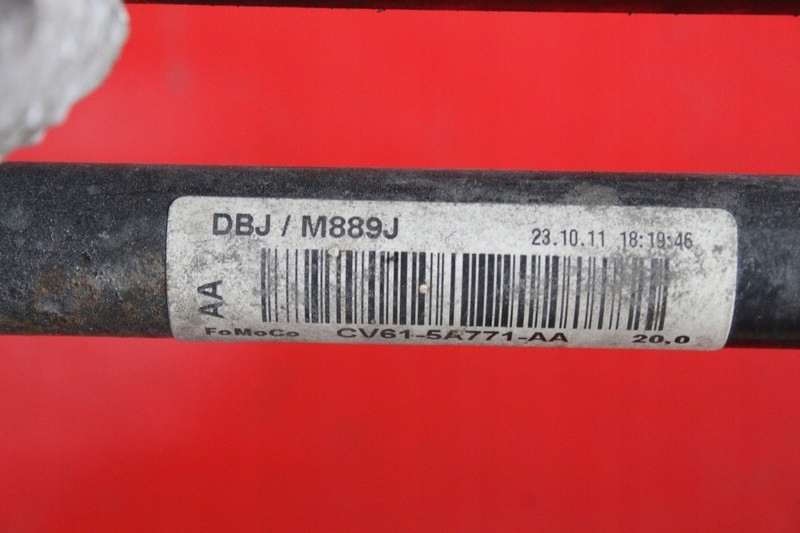 DBJ / M889J 23.10.11 18:19:46
AA
FoMoCo CV61-5A771-AA 20,0